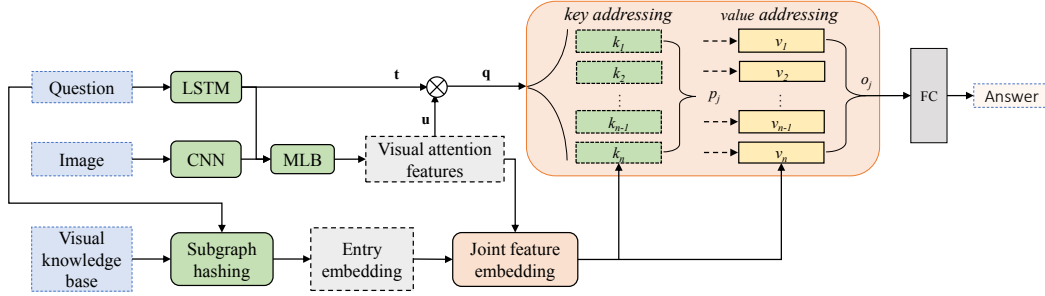 key addressing
value addressing
k1
v1
Question
LSTM
t
q
k2
v2
pj
oj
FC
Answer
⋮
⋮
u
kn-1
vn-1
Image
CNN
MLB
Visual attention
features
kn
vn
Visual
knowledge
base
Subgraph
hashing
Entry
embedding
Joint feature
embedding